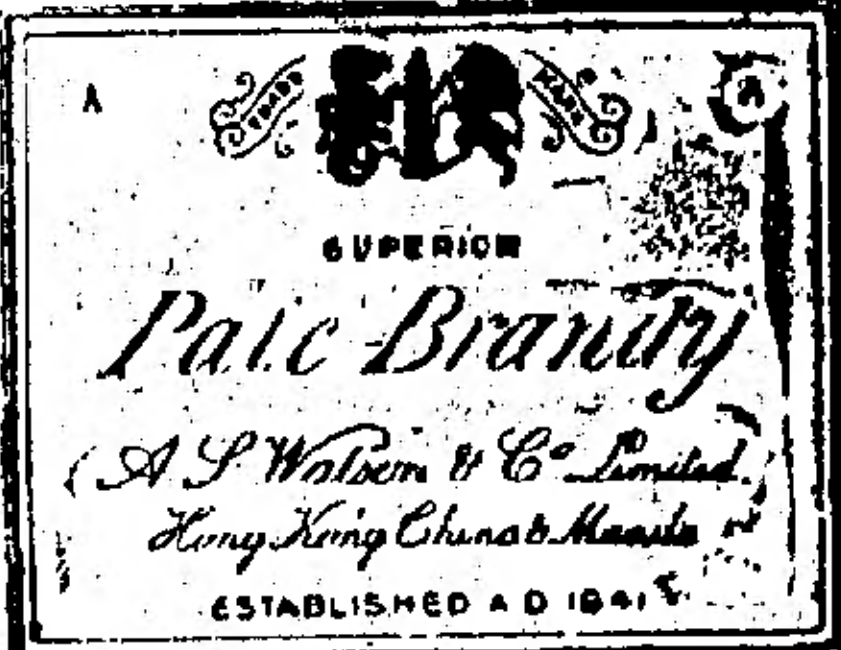 A
TRADE MARK
A
SUPERIOR
Pale Brandy
A S Watson & Co Limited
Hong Kong China & Manila
ESTABLISHED A D 1841